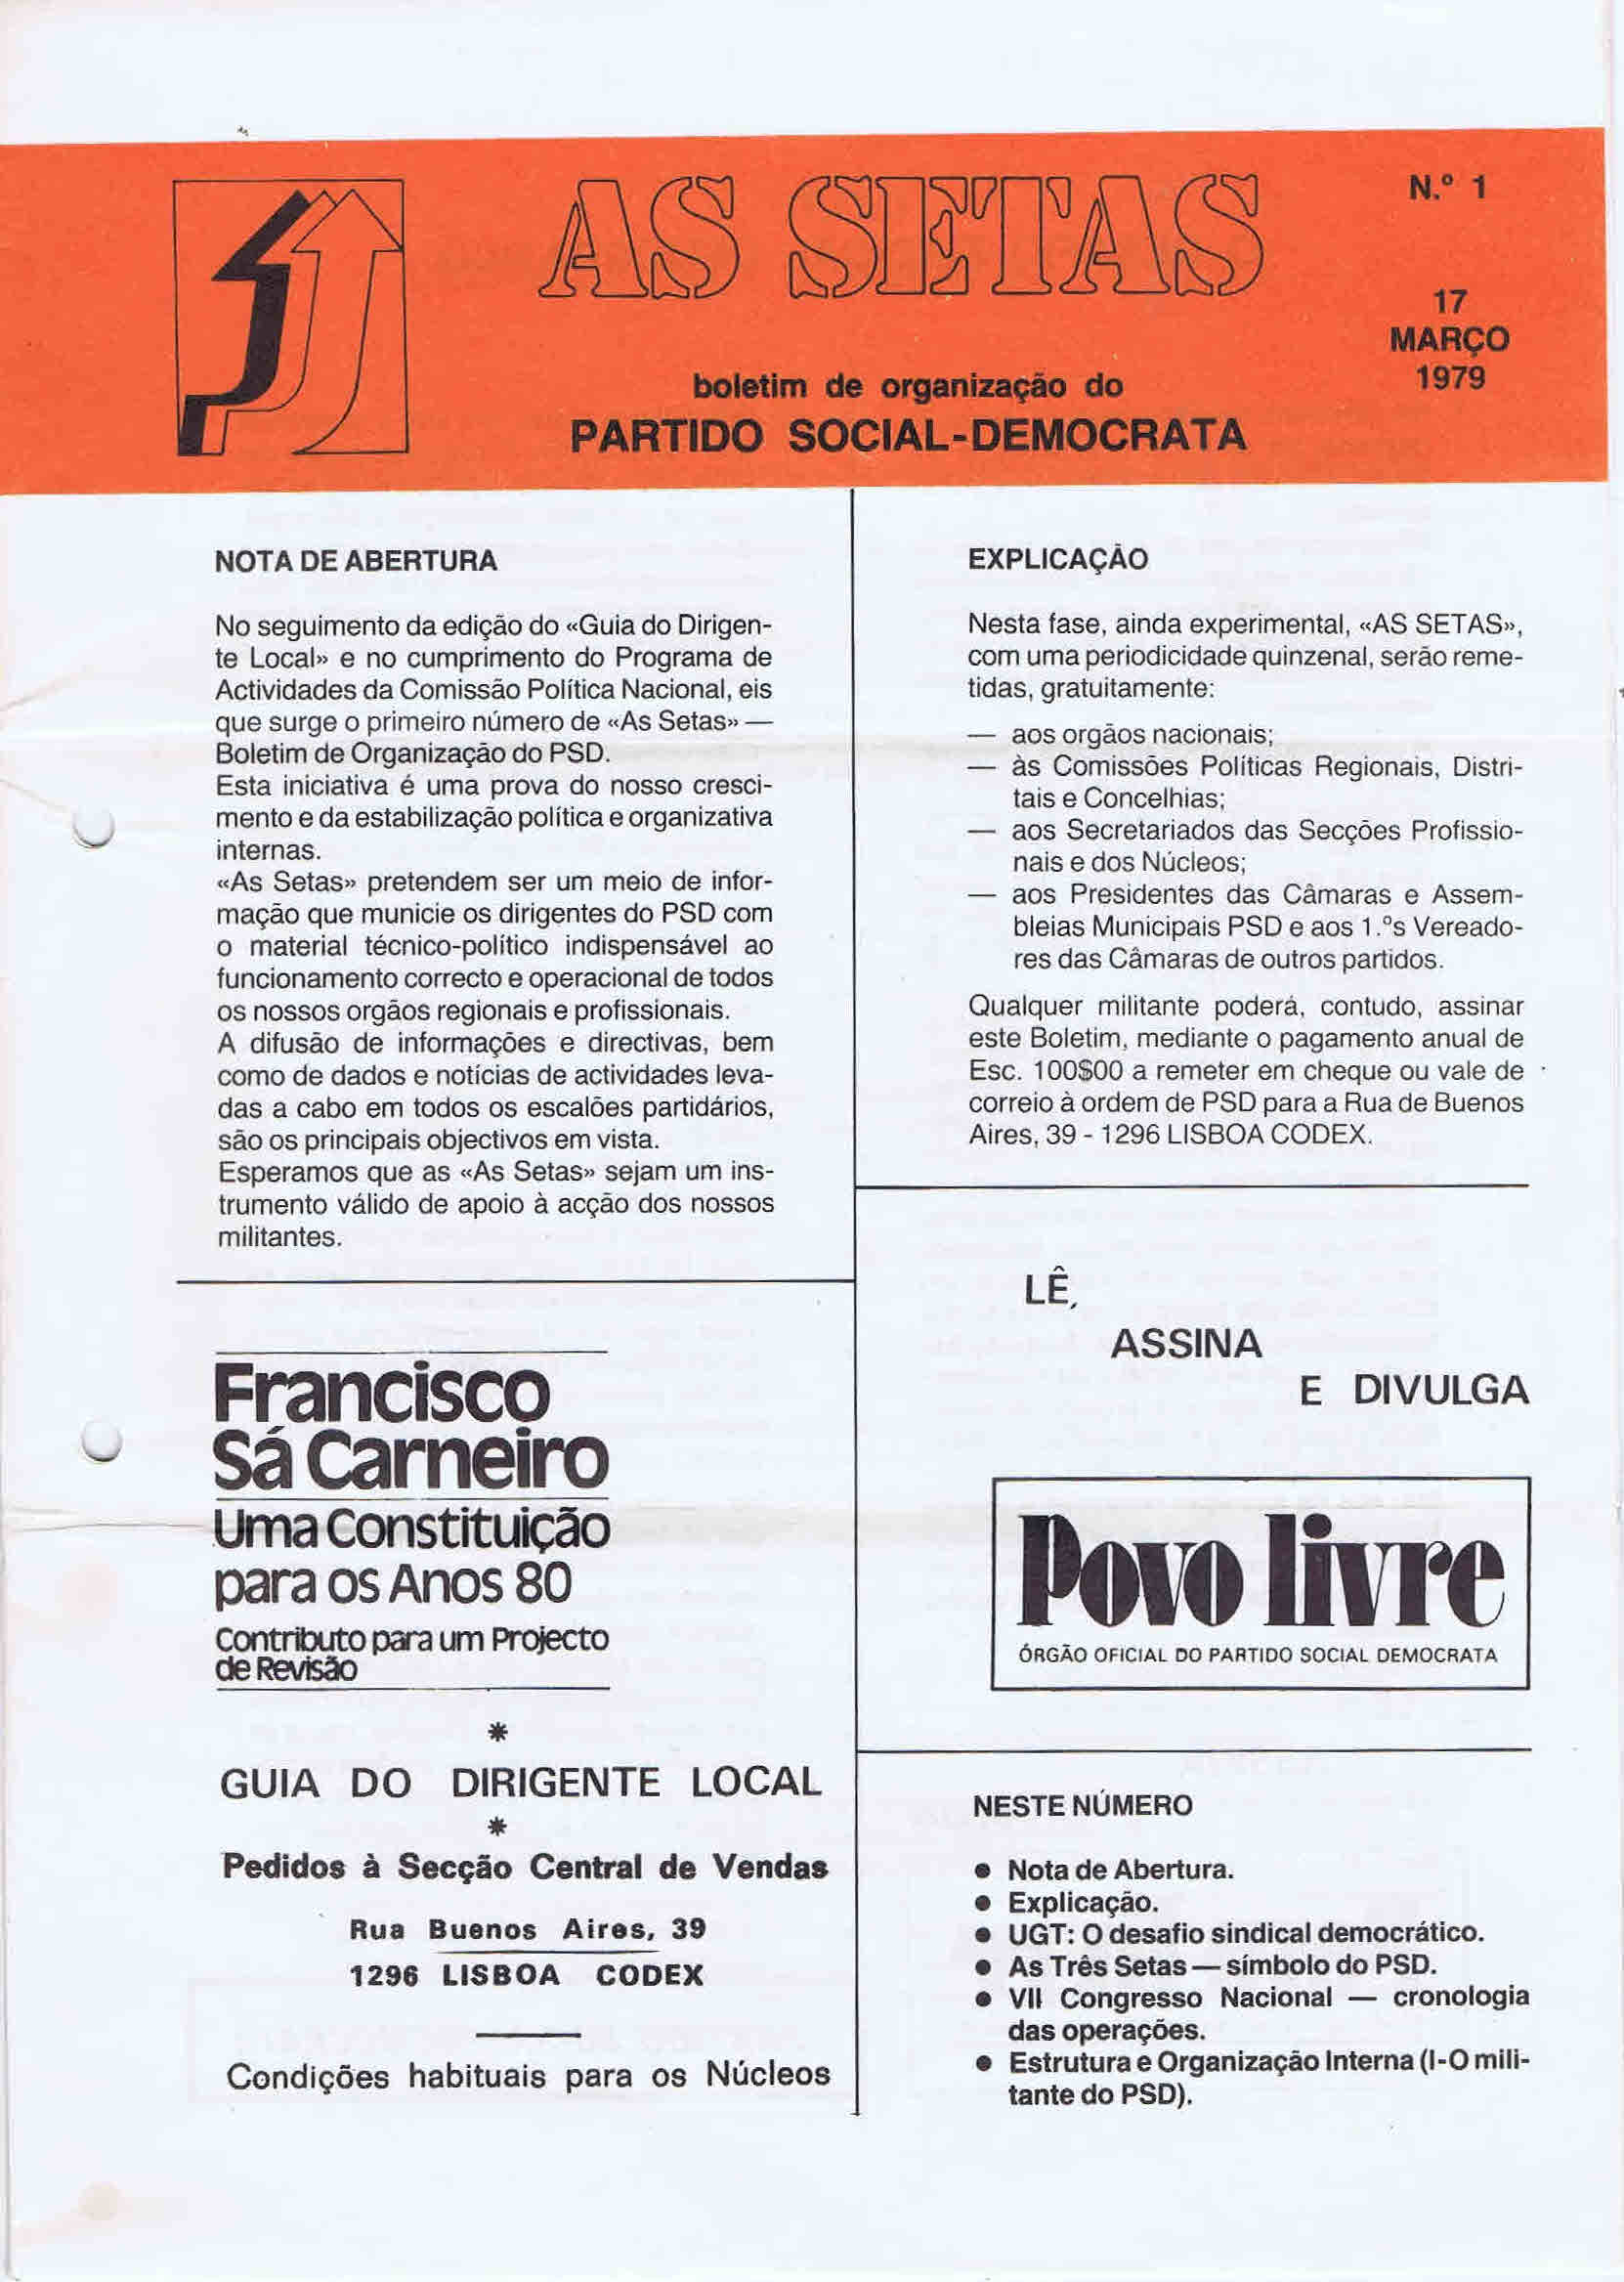 AS SETAS
N.º 1
17
MARÇO
1979
boletim de organização do
PARTIDO SOCIAL-DEMOCRATA
NOTA DE ABERTURA
No seguimento da edição do «Guia do Dirigen-
te Local» e no cumprimento do Programa de
Actividades da Comissão Política Nacional, eis
que surge o primeiro número de «As Setas» —
Boletim de Organização do PSD.
Esta iniciativa é uma prova do nosso cresci-
mento e da estabilização política e organizativa
internas.
«As Setas» pretendem ser um meio de infor-
mação que municie os dirigentes do PSD com
o material técnico-político indispensável ao
funcionamento correcto e operacional de todos
os nossos orgãos regionais e profissionais.
A difusão de informações e directivas, bem
como de dados e notícias de actividades leva-
das a cabo em todos os escalões partidários,
são os principais objectivos em vista.
Esperamos que as «As Setas» sejam um ins-
trumento válido de apoio à acção dos nossos
militantes.
Francisco
Sá Carneiro
Uma Constituição
para os Anos 80
Contributo para um Projecto
de Revisão
*
GUIA DO DIRIGENTE LOCAL
*
Pedidos à Secção Central de Vendas
Rua Buenos Aires, 39
1296 LISBOA CODEX
Condições habituais para os Núcleos
EXPLICAÇÃO
Nesta fase, ainda experimental, «AS SETAS»,
com uma periodicidade quinzenal, serão reme-
tidas, gratuitamente:
— aos orgãos nacionais;
— às Comissões Políticas Regionais, Distri-
tais e Concelhias;
— aos Secretariados das Secções Profissio-
nais e dos Núcleos;
— aos Presidentes das Câmaras e Assem-
bleias Municipais PSD e aos 1.ºs Vereado-
res das Câmaras de outros partidos.
Qualquer militante poderá, contudo, assinar
este Boletim, mediante o pagamento anual de
Esc. 100$00 a remeter em cheque ou vale de
correio à ordem de PSD para a Rua de Buenos
Aires, 39 - 1296 LISBOA CODEX.
LÊ,
ASSINA
E DIVULGA
Povo livre
ÓRGÃO OFICIAL DO PARTIDO SOCIAL DEMOCRATA
NESTE NÚMERO
● Nota de Abertura.
● Explicação.
● UGT: O desafio sindical democrático.
● As Três Setas — símbolo do PSD.
● VII Congresso Nacional — cronologia
das operações.
● Estrutura e Organização Interna (I-O mili-
tante do PSD).